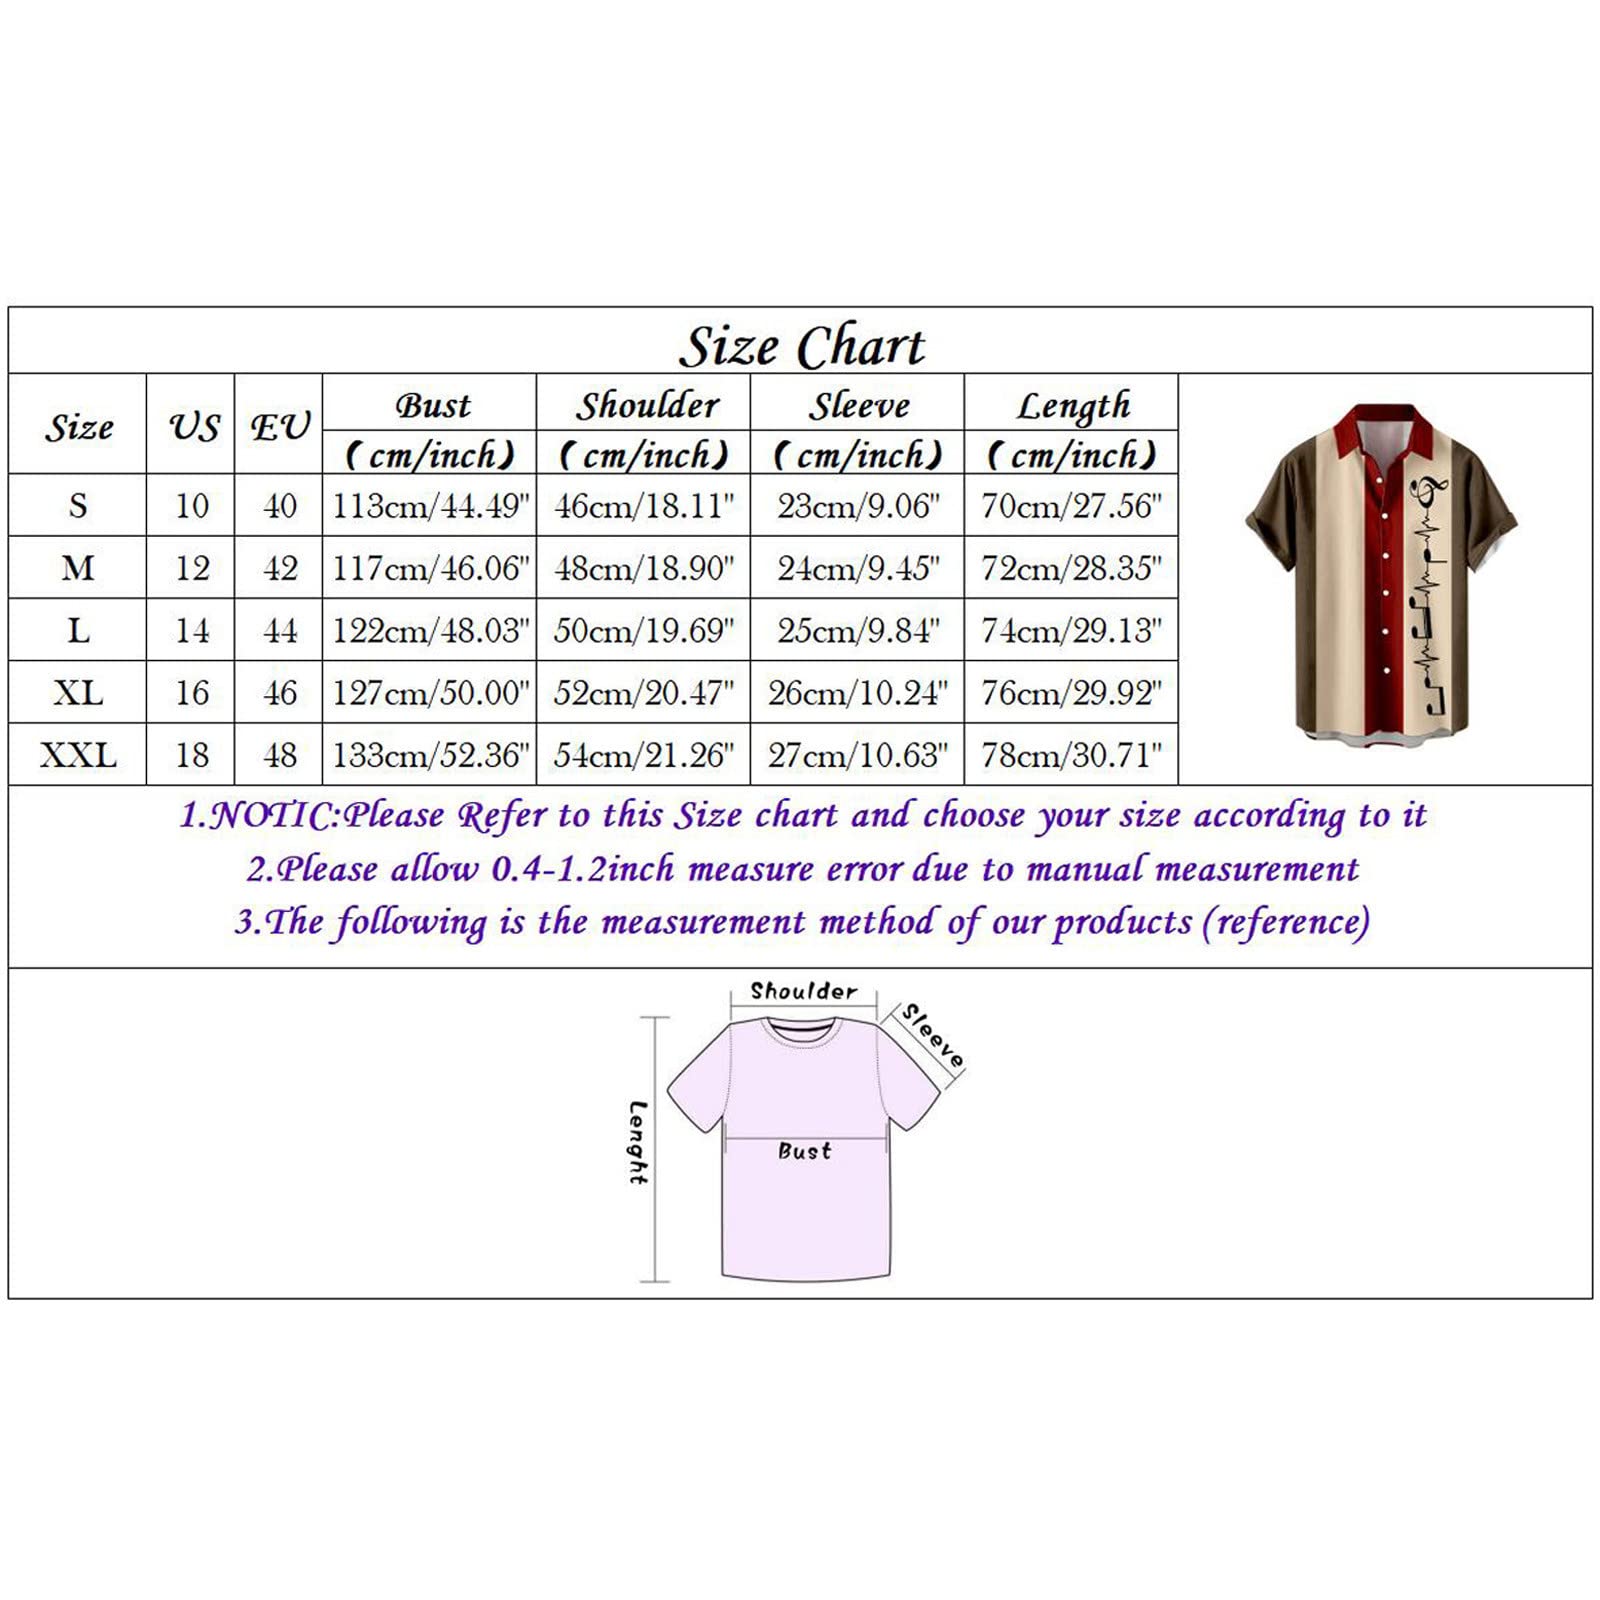 Size Chart
Size US EU Bust Shoulder Sleeve Length
( cm/inch) ( cm/inch) ( cm/inch) ( cm/inch)
S 10 40 113cm/44.49" 46cm/18.11" 23cm/9.06" 70cm/27.56"
M 12 42 117cm/46.06" 48cm/18.90" 24cm/9.45" 72cm/28.35"
L 14 44 122cm/48.03" 50cm/19.69" 25cm/9.84" 74cm/29.13"
XL 16 46 127cm/50.00" 52cm/20.47" 26cm/10.24" 76cm/29.92"
XXL 18 48 133cm/52.36" 54cm/21.26" 27cm/10.63" 78cm/30.71"
1.NOTIC:Please Refer to this Size chart and choose your size according to it
2.Please allow 0.4-1.2inch measure error due to manual measurement
3.The following is the measurement method of our products (reference)
Shoulder
Sleeve
Lenght
Bust